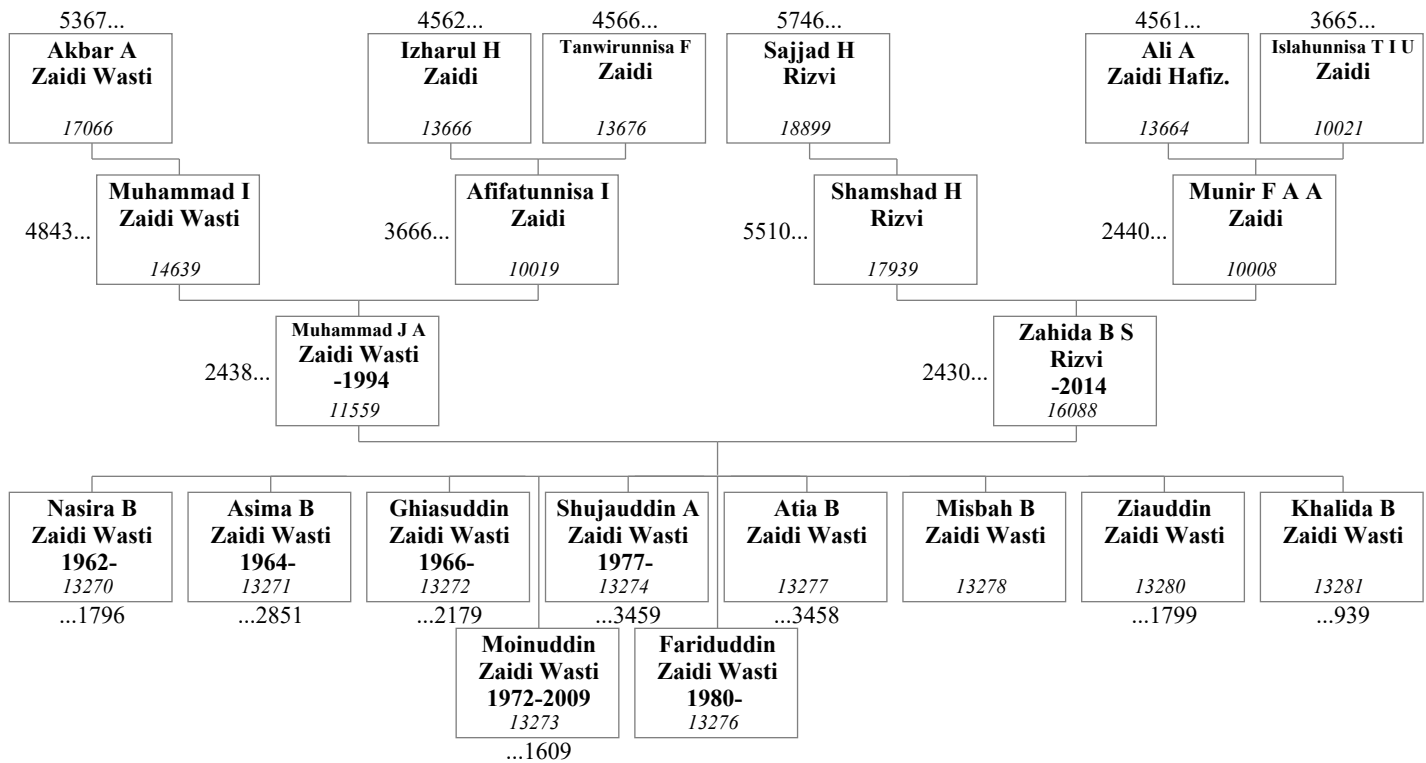 5367...
4562...
4566...
5746...
4561...
3665...
Akbar A
Zaidi Wasti
17066
Izharul H
Zaidi
13666
Tanwirunnisa F
Zaidi
13676
Sajjad H
Rizvi
18899
Ali A
Zaidi Hafiz.
13664
Islahunnisa T I U
Zaidi
10021
4843...
Muhammad I
Zaidi Wasti
14639
3666...
Afifatunnisa I
Zaidi
10019
5510...
Shamshad H
Rizvi
17939
2440...
Munir F A A
Zaidi
10008
2438...
Muhammad J A
Zaidi Wasti
-1994
11559
2430...
Zahida B S
Rizvi
-2014
16088
Nasira B
Zaidi Wasti
1962-
13270
...1796
Asima B
Zaidi Wasti
1964-
13271
...2851
Ghiasuddin
Zaidi Wasti
1966-
13272
...2179
Shujauddin A
Zaidi Wasti
1977-
13274
...3459
Atia B
Zaidi Wasti
13277
...3458
Misbah B
Zaidi Wasti
13278
Ziauddin
Zaidi Wasti
13280
...1799
Khalida B
Zaidi Wasti
13281
...939
Moinuddin
Zaidi Wasti
1972-2009
13273
...1609
Fariduddin
Zaidi Wasti
1980-
13276